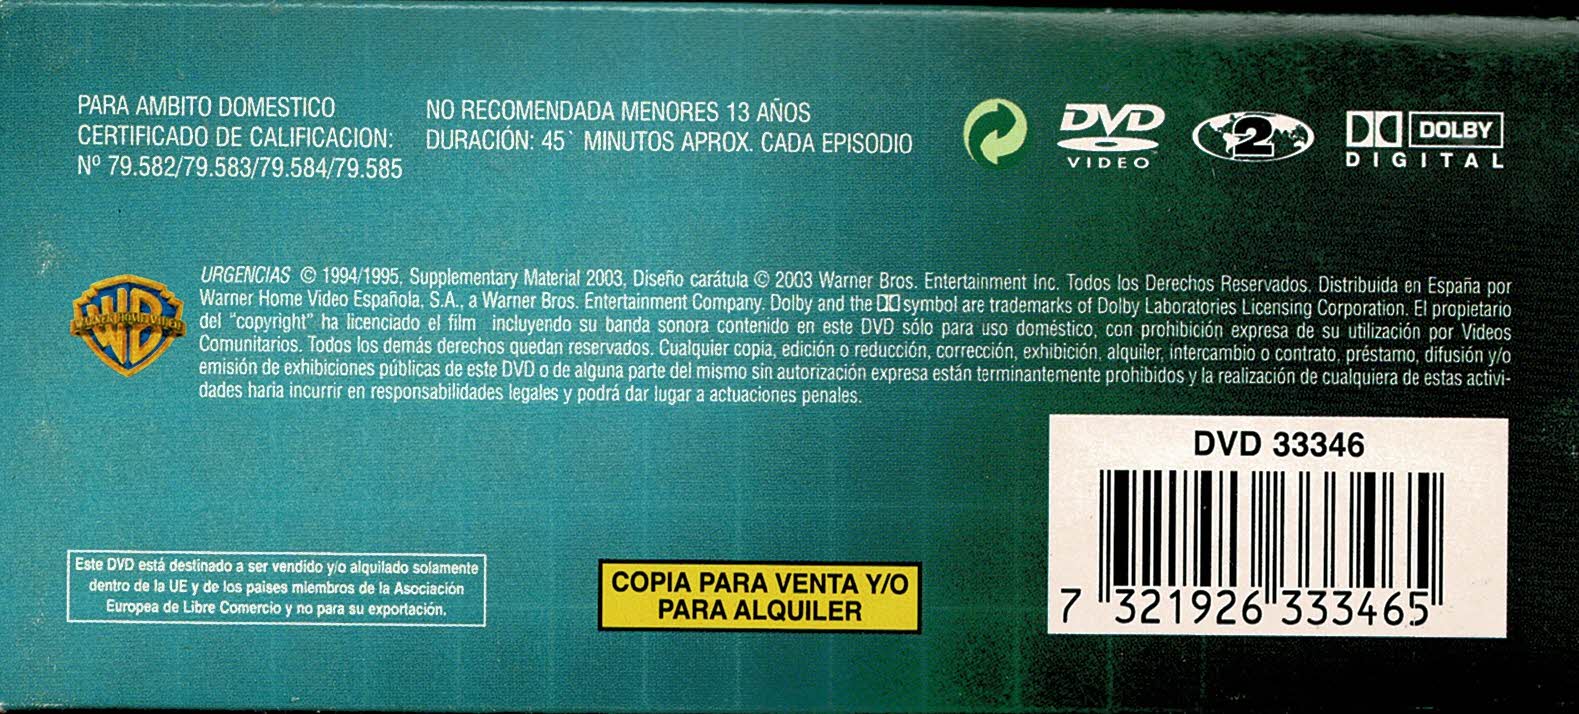 PARA AMBITO DOMESTICO
CERTIFICADO DE CALIFICACION:
Nº 79.582/79.583/79.584/79.585
NO RECOMENDADA MENORES 13 AÑOS
DURACIÓN: 45` MINUTOS APROX. CADA EPISODIO
DVD
VIDEO
2
DOLBY
DIGITAL
WB
WARNER HOME VIDEO
URGENCIAS © 1994/1995, Supplementary Material 2003, Diseño carátula © 2003 Warner Bros. Entertainment Inc. Todos los Derechos Reservados. Distribuida en España por
Warner Home Video Española, S.A., a Warner Bros. Entertainment Company. Dolby and the symbol are trademarks of Dolby Laboratories Licensing Corporation. El propietario
del "copyright" ha licenciado el film incluyendo su banda sonora contenido en este DVD sólo para uso doméstico, con prohibición expresa de su utilización por Videos
Comunitarios. Todos los demás derechos quedan reservados. Cualquier copia, edición o reducción, corrección, exhibición, alquiler, intercambio o contrato, préstamo, difusión y/o
emisión de exhibiciones públicas de este DVD o de alguna parte del mismo sin autorización expresa están terminantemente prohibidos y la realización de cualquiera de estas activi-
dades haria incurrir en responsabilidades legales y podrá dar lugar a actuaciones penales.
DVD 33346
7 321926 333465
Este DVD está destinado a ser vendido y/o alquilado solamente
dentro de la UE y de los paises miembros de la Asociación
Europea de Libre Comercio y no para su exportación.
COPIA PARA VENTA Y/O
PARA ALQUILER